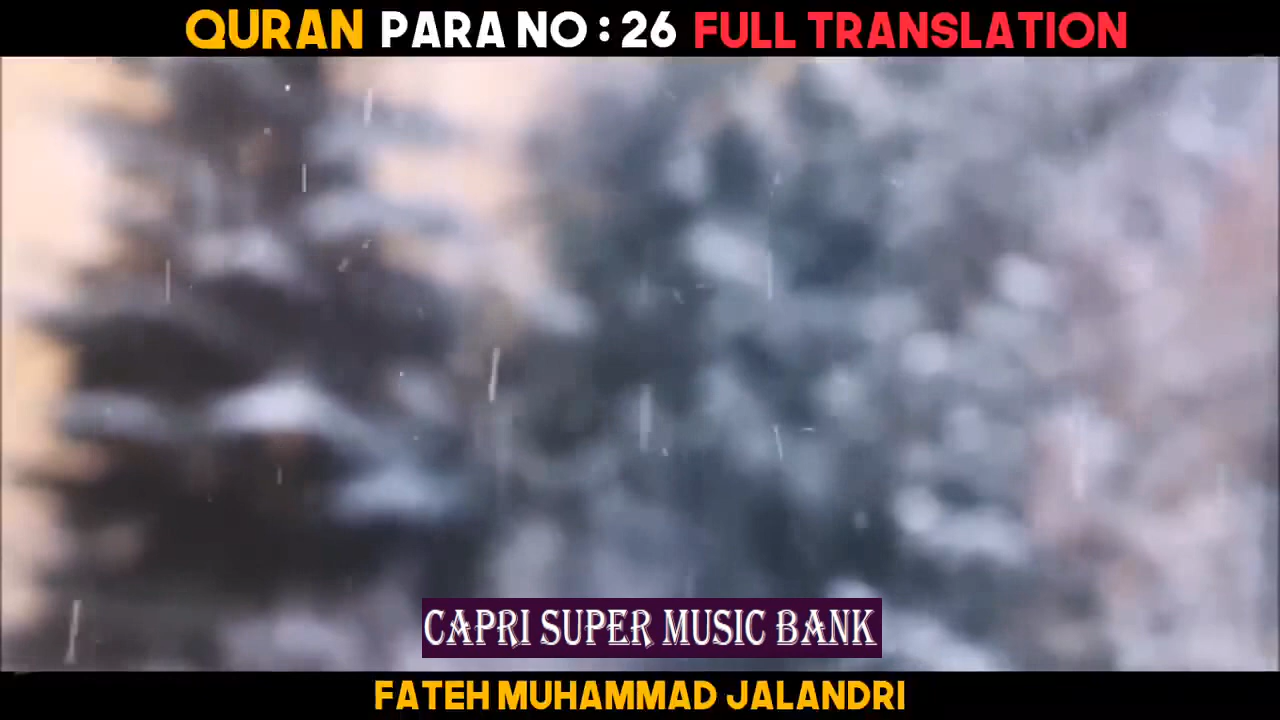 QURAN PARA NO : 26 FULL TRANSLATION
CAPRI SUPER MUSIC BANK
FATEH MUHAMMAD JALANDRI